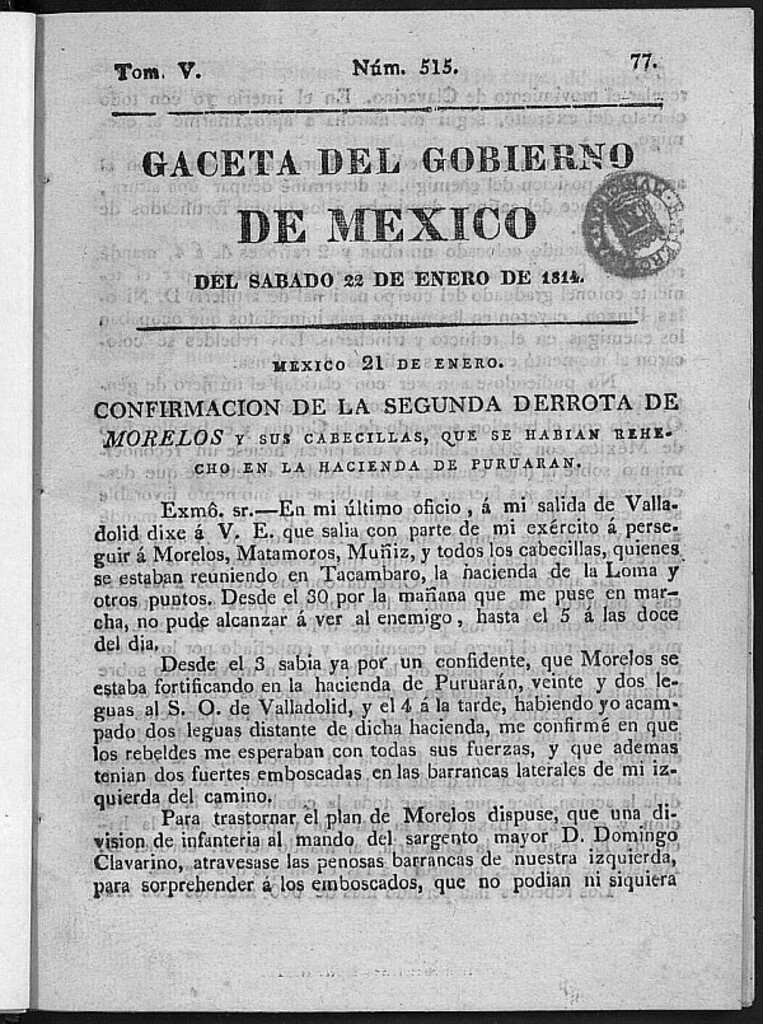 Tom. V. Núm. 515. 77.
GACETA DEL GOBIERNO
DE MEXICO
DEL SABADO 22 DE ENERO DE 1814.
MEXICO 21 DE ENERO.
CONFIRMACION DE LA SEGUNDA DERROTA DE
MORELOS Y SUS CABECILLAS, QUE SE HABIAN REHE-
CHO EN LA HACIENDA DE PURUARAN.
Exmô. sr.—En mi último oficio, á mi salida de Valla-
dolid dixe á V. E. que salia con parte de mi exército á perse-
guir á Morelos, Matamoros, Muñiz, y todos los cabecillas, quienes
se estaban reuniendo en Tacambaro, la hacienda de la Loma y
otros puntos. Desde el 30 por la mañana que me puse en mar-
cha, no pude alcanzar á ver al enemigo, hasta el 5 á las doce
del dia.
Desde el 3 sabia ya por un confidente, que Morelos se
estaba fortificando en la hacienda de Puruarán, veinte y dos le-
guas al S. O. de Valladolid, y el 4 á la tarde, habiendo yo acam-
pado dos leguas distante de dicha hacienda, me confirmé en que
los rebeldes me esperaban con todas sus fuerzas, y que ademas
tenian dos fuertes emboscadas en las barrancas laterales de mi iz-
quierda del camino.
Para trastornar el plan de Morelos dispuse, que una di-
vision de infanteria al mando del sargento mayor D. Domingo
Clavarino, atravesase las penosas barrancas de nuestra izquierda,
para sorprehender á los emboscados, que no podian ni siquiera